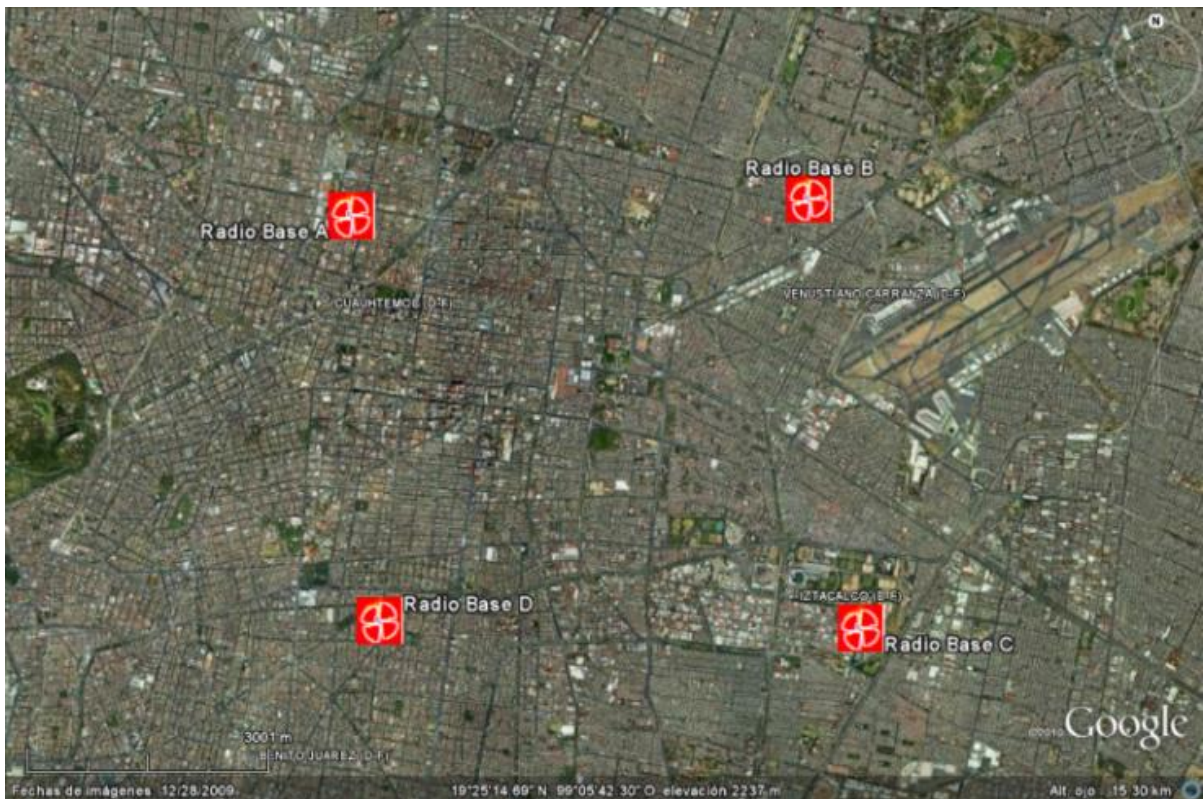 N
Radio Base B
Radio Base A
CUAUHTEMOC (D-F)
VENUSTIANO CARRANZA (D-F)
IZTACALCO (D-F)
Radio Base D
Radio Base C
3001 m
BENITO JUAREZ (D-F)
©2010 Google
Fechas de imágenes 12/28/2009
19°25'14.69" N 99°05'42.30" O elevación 2237 m
Alt. ojo 15.30 km